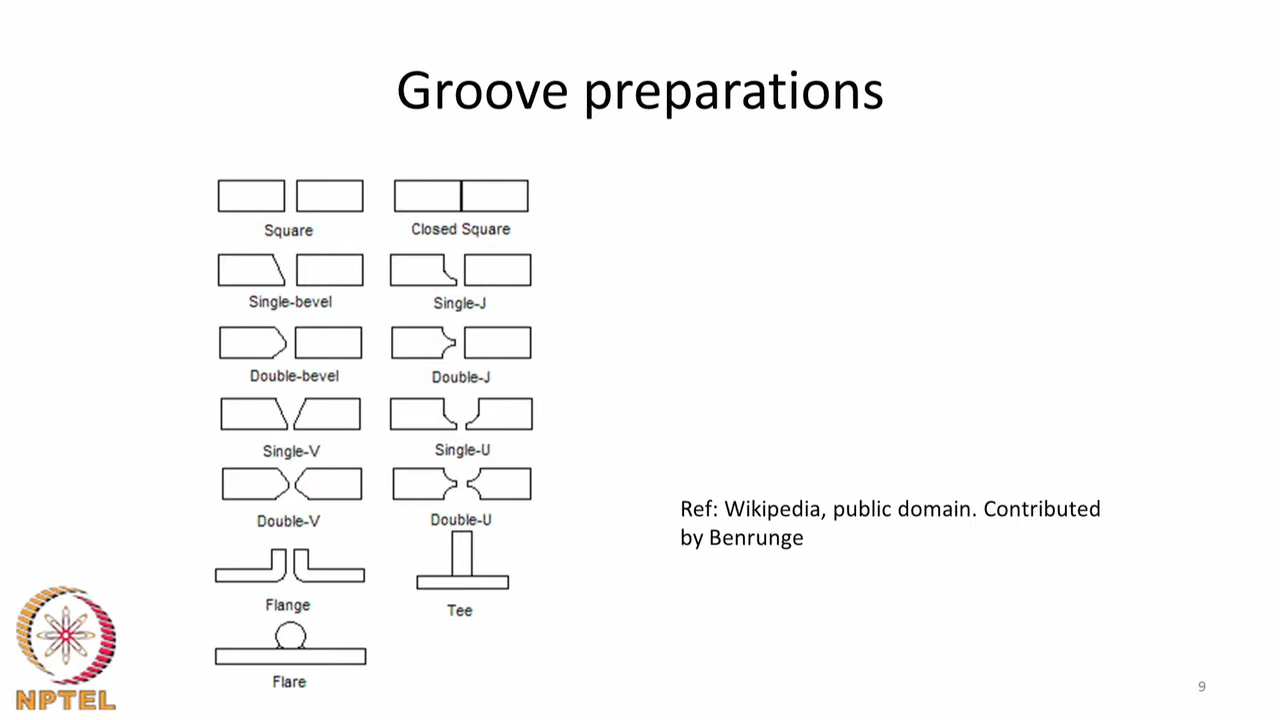 Groove preparations
Square
Closed Square
Single-bevel
Single-J
Double-bevel
Double-J
Single-V
Single-U
Double-V
Double-U
Flange
Tee
Flare
Ref: Wikipedia, public domain. Contributed
by Benrunge
NPTEL
9